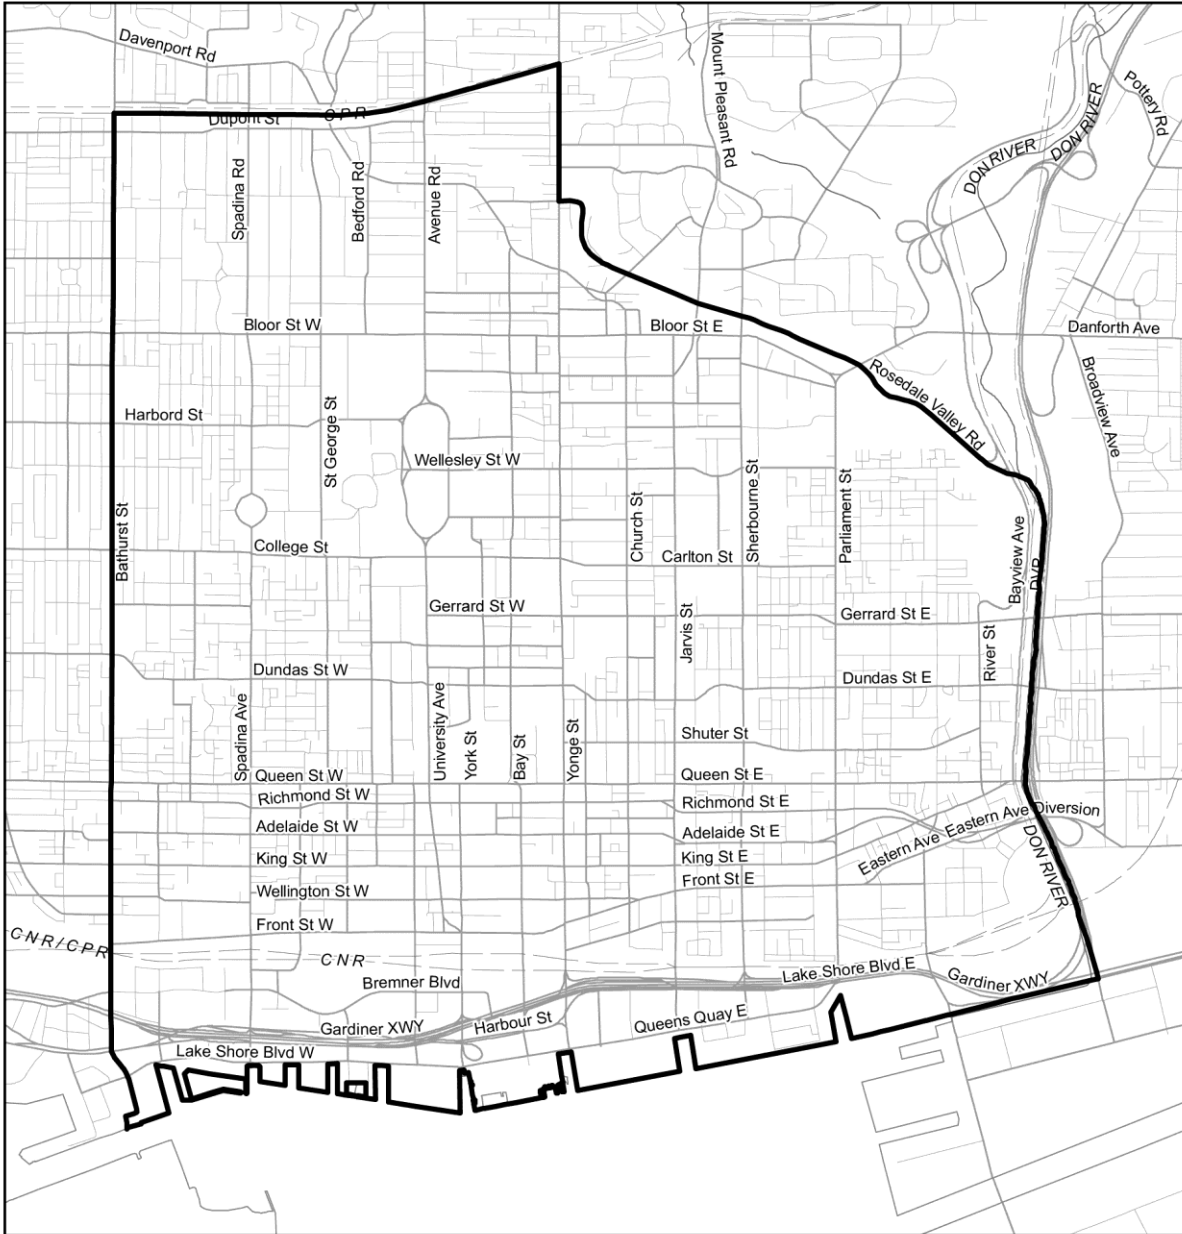 Davenport Rd
Mount Pleasant Rd
Pottery Rd
DON RIVER
DON RIVER
Dupont St
Spadina Rd
Bedford Rd
Avenue Rd
Bloor St W
Bloor St E
Danforth Ave
Rosedale Valley Rd
Broadview Ave
Harbord St
St George St
Wellesley St W
Sherbourne St
Parliament St
Church St
Bathurst St
College St
Carlton St
Bayview Ave
DVP
Gerrard St W
Gerrard St E
Jarvis St
River St
Dundas St W
Dundas St E
Spadina Ave
University Ave
York St
Bay St
Yonge St
Shuter St
Queen St W
Queen St E
Richmond St W
Richmond St E
Adelaide St W
Adelaide St E
Eastern Ave
Eastern Ave Diversion
King St W
King St E
Wellington St W
Front St E
DON RIVER
Front St W
CNR/CPR
CNR
Bremner Blvd
Lake Shore Blvd E
Gardiner XWY
Gardiner XWY
Harbour St
Queens Quay E
Lake Shore Blvd W